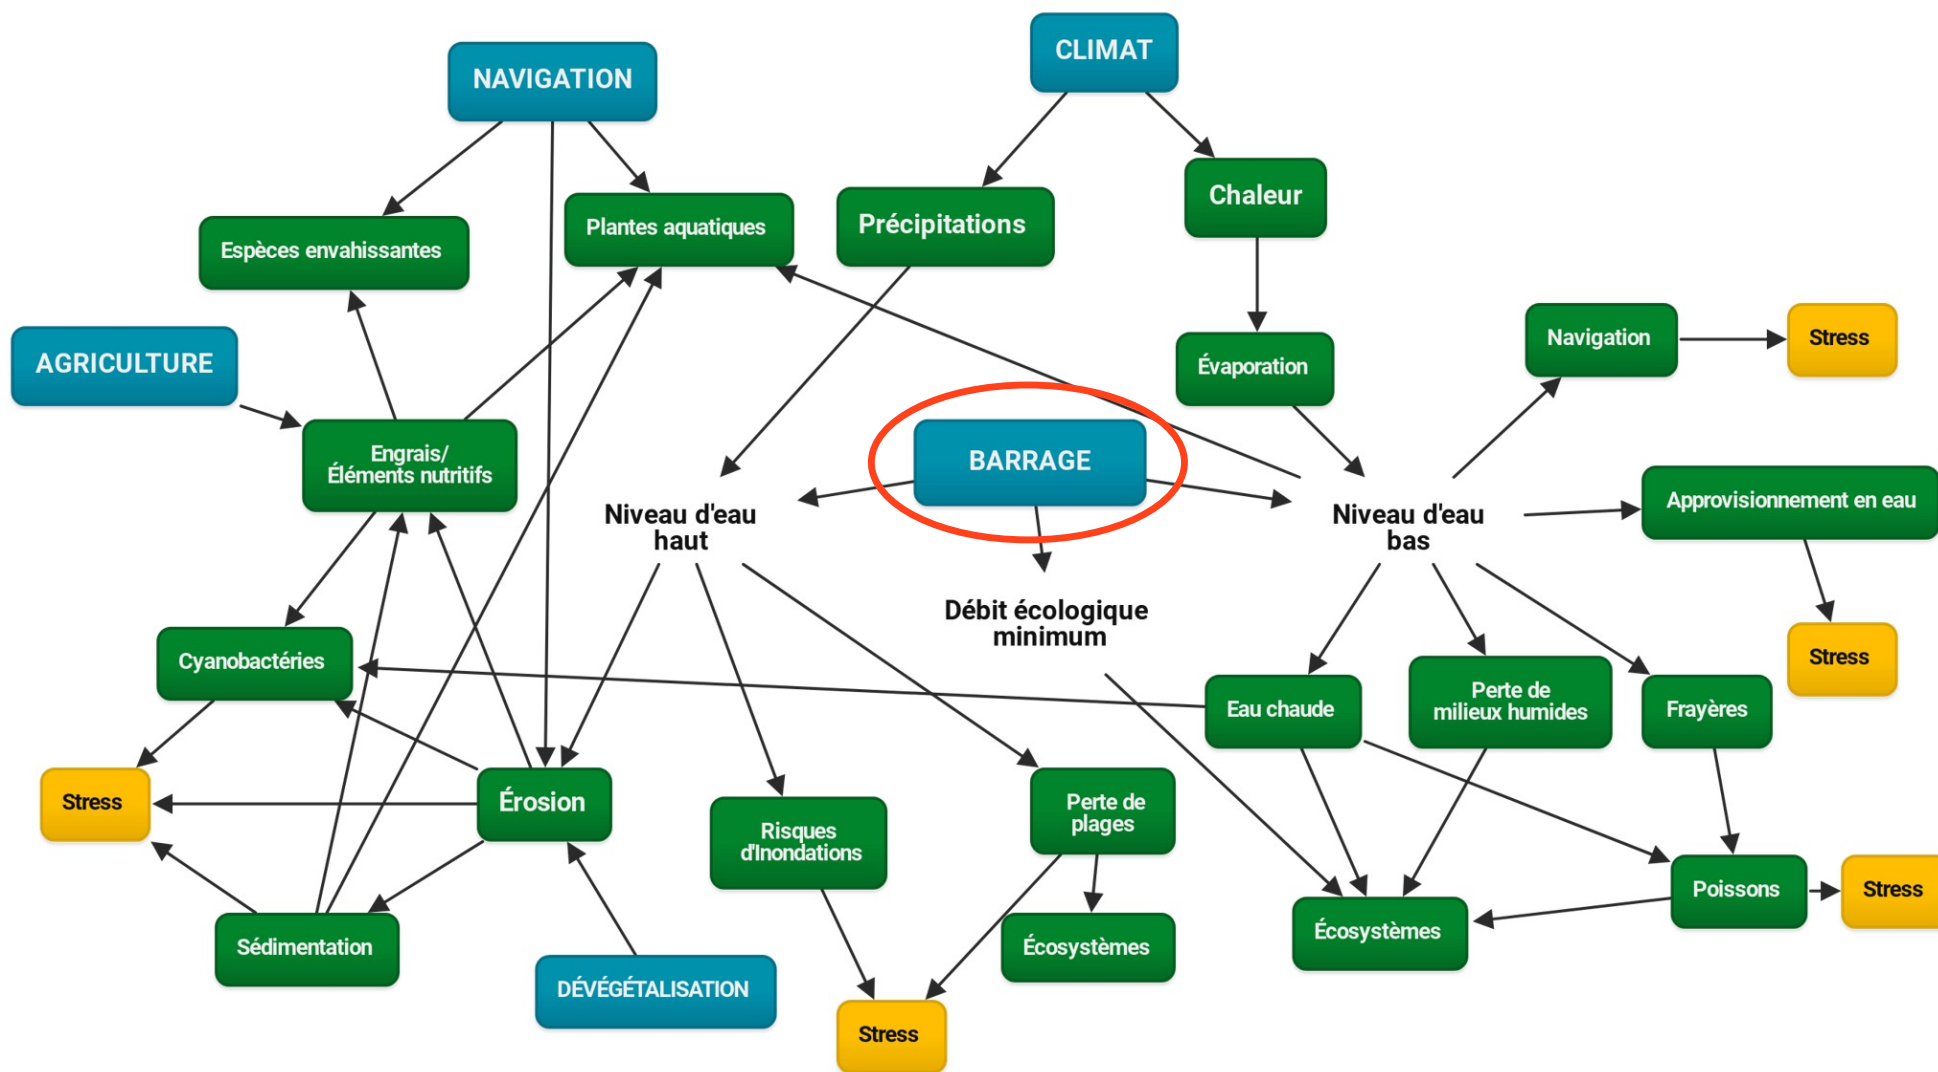 CLIMAT
NAVIGATION
Chaleur
Précipitations
Plantes aquatiques
Espèces envahissantes
Navigation
Stress
AGRICULTURE
Évaporation
Engrais/
Éléments nutritifs
BARRAGE
Approvisionnement en eau
Niveau d'eau
haut
Niveau d'eau
bas
Débit écologique
minimum
Cyanobactéries
Stress
Eau chaude
Perte de
milieux humides
Frayères
Stress
Érosion
Risques
d'Inondations
Perte de
plages
Poissons
Stress
Sédimentation
Écosystèmes
Écosystèmes
DÉVÉGÉTALISATION
Stress